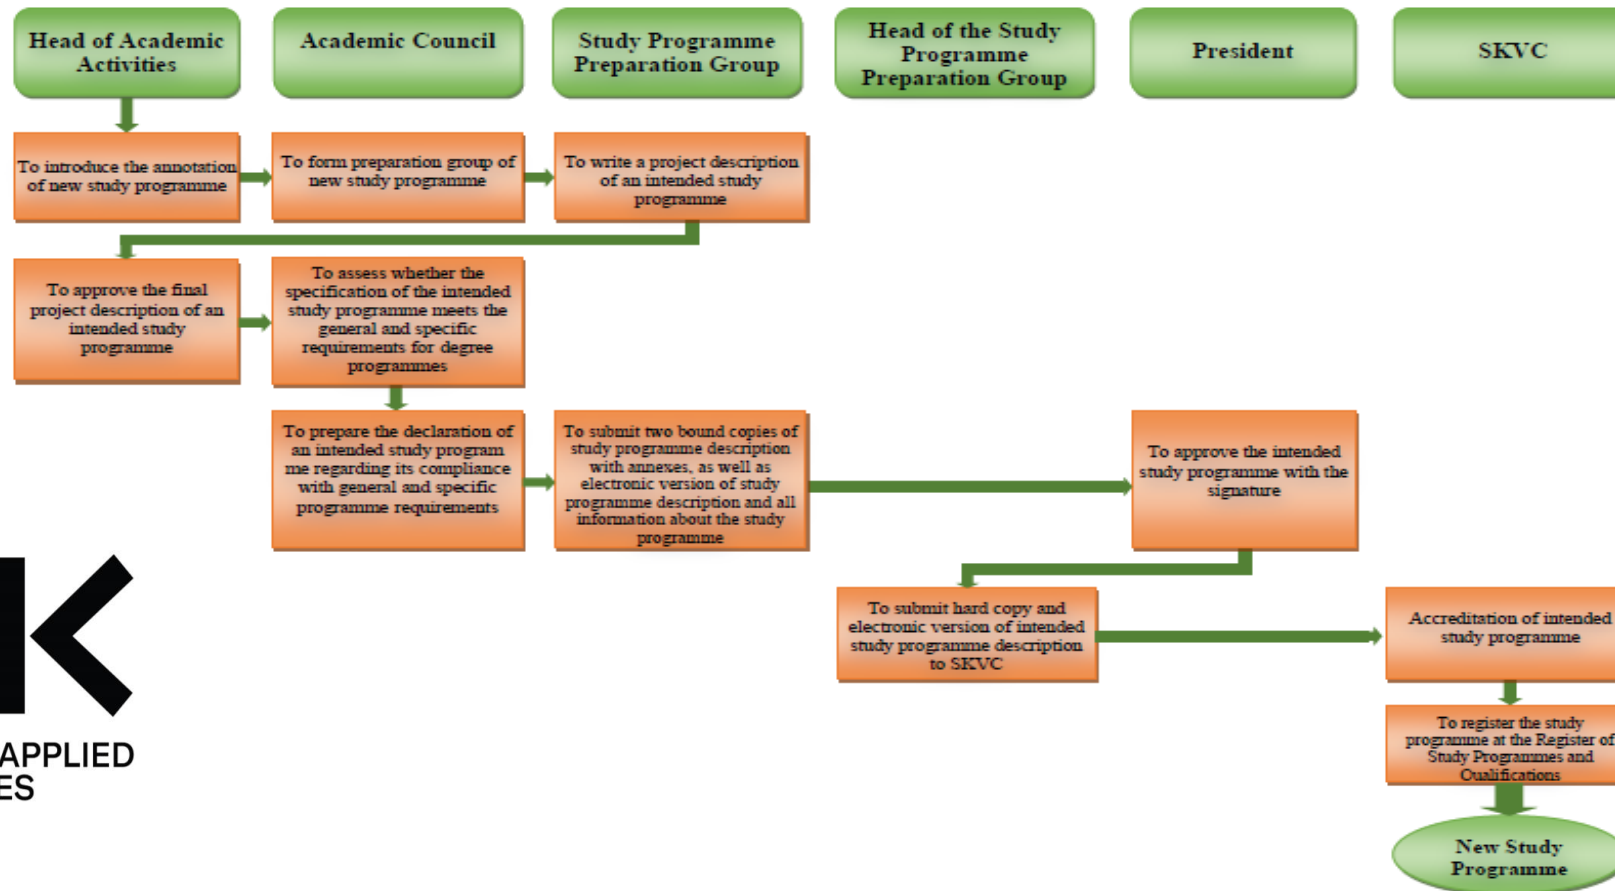 Head of Academic
Activities
Academic Council
Study Programme
Preparation Group
Head of the Study
Programme
Preparation Group
President
SKVC
To introduce the annotation
of new study programme
To form preparation group of
new study programme
To write a project description
of an intended study
programme
To approve the final
project description of an
intended study
programme
To assess whether the
specification of the intended
study programme meets the
general and specific
requirements for degree
programmes
To prepare the declaration of
an intended study program
me regarding its compliance
with general and specific
programme requirements
To submit two bound copies of
study programme description
with annexes, as well as
electronic version of study
programme description and all
information about the study
programme
To approve the intended
study programme with the
signature
To submit hard copy and
electronic version of intended
study programme description
to SKVC
Accreditation of intended
study programme
To register the study
programme at the Register of
Study Programmes and
Qualifications
New Study
Programme
K
APPLIED
ES